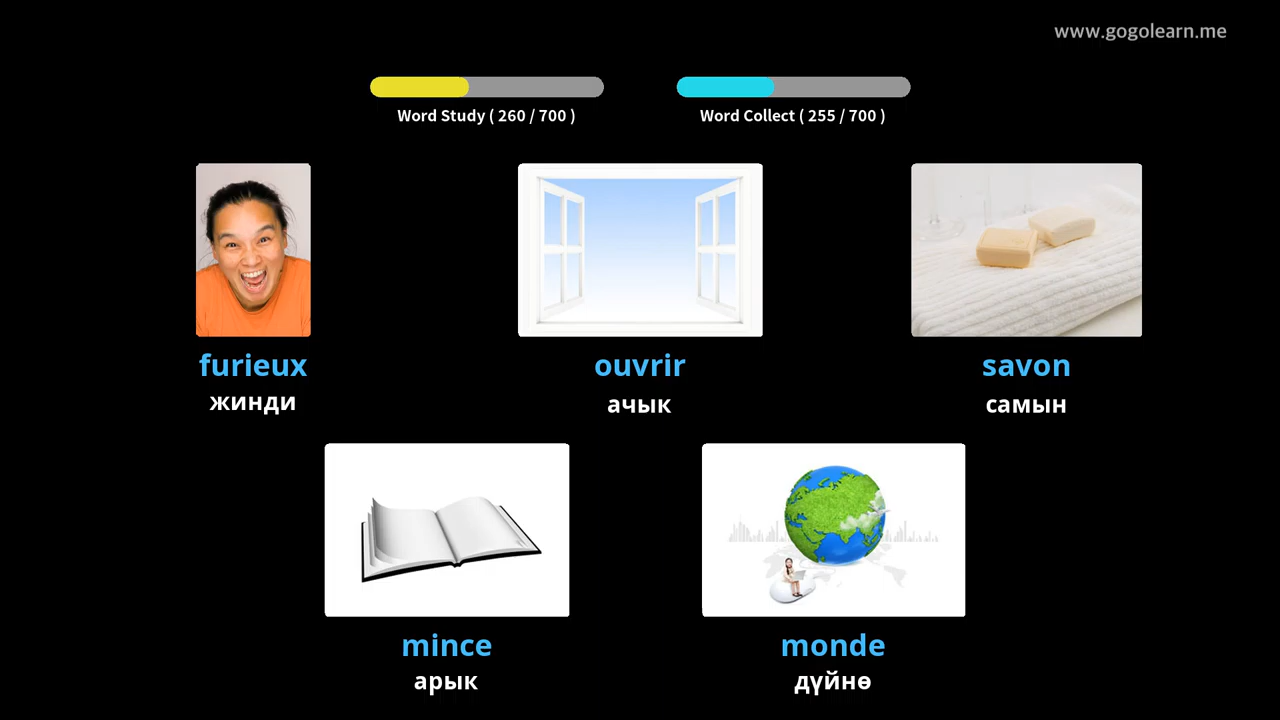 www.gogolearn.me
Word Study ( 260 / 700 )
Word Collect ( 255 / 700 )
furieux
жинди
ouvrir
ачык
savon
самын
mince
арык
monde
дүйнө